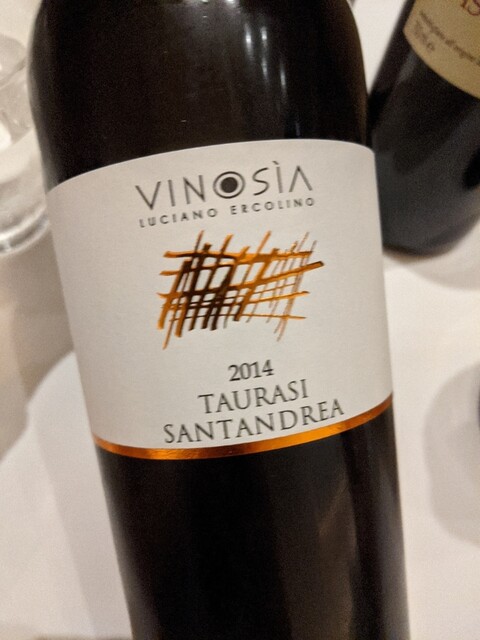 VINOSÌA
LUCIANO ERCOLINO
2014
TAURASI
SANTANDREA